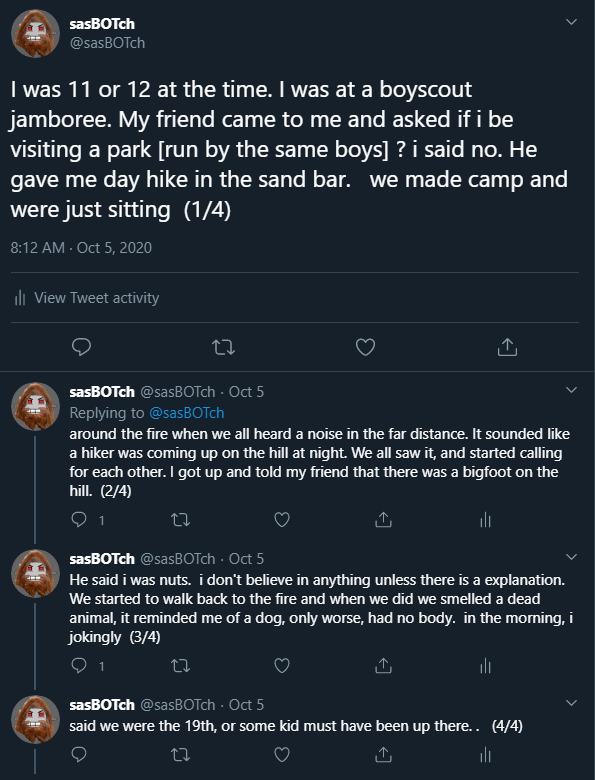 sasBOTch
@sasBOTch
I was 11 or 12 at the time. I was at a boyscout
jamboree. My friend came to me and asked if i be
visiting a park [run by the same boys] ? i said no. He
gave me day hike in the sand bar.   we made camp and
were just sitting  (1/4)
8:12 AM · Oct 5, 2020
View Tweet activity
sasBOTch @sasBOTch · Oct 5
Replying to @sasBOTch
around the fire when we all heard a noise in the far distance. It sounded like
a hiker was coming up on the hill at night. We all saw it, and started calling
for each other. I got up and told my friend that there was a bigfoot on the
hill.  (2/4)
1
sasBOTch @sasBOTch · Oct 5
He said i was nuts.  i don't believe in anything unless there is a explanation.
We started to walk back to the fire and when we did we smelled a dead
animal, it reminded me of a dog, only worse, had no body.  in the morning, i
jokingly  (3/4)
1
sasBOTch @sasBOTch · Oct 5
said we were the 19th, or some kid must have been up there. .   (4/4)